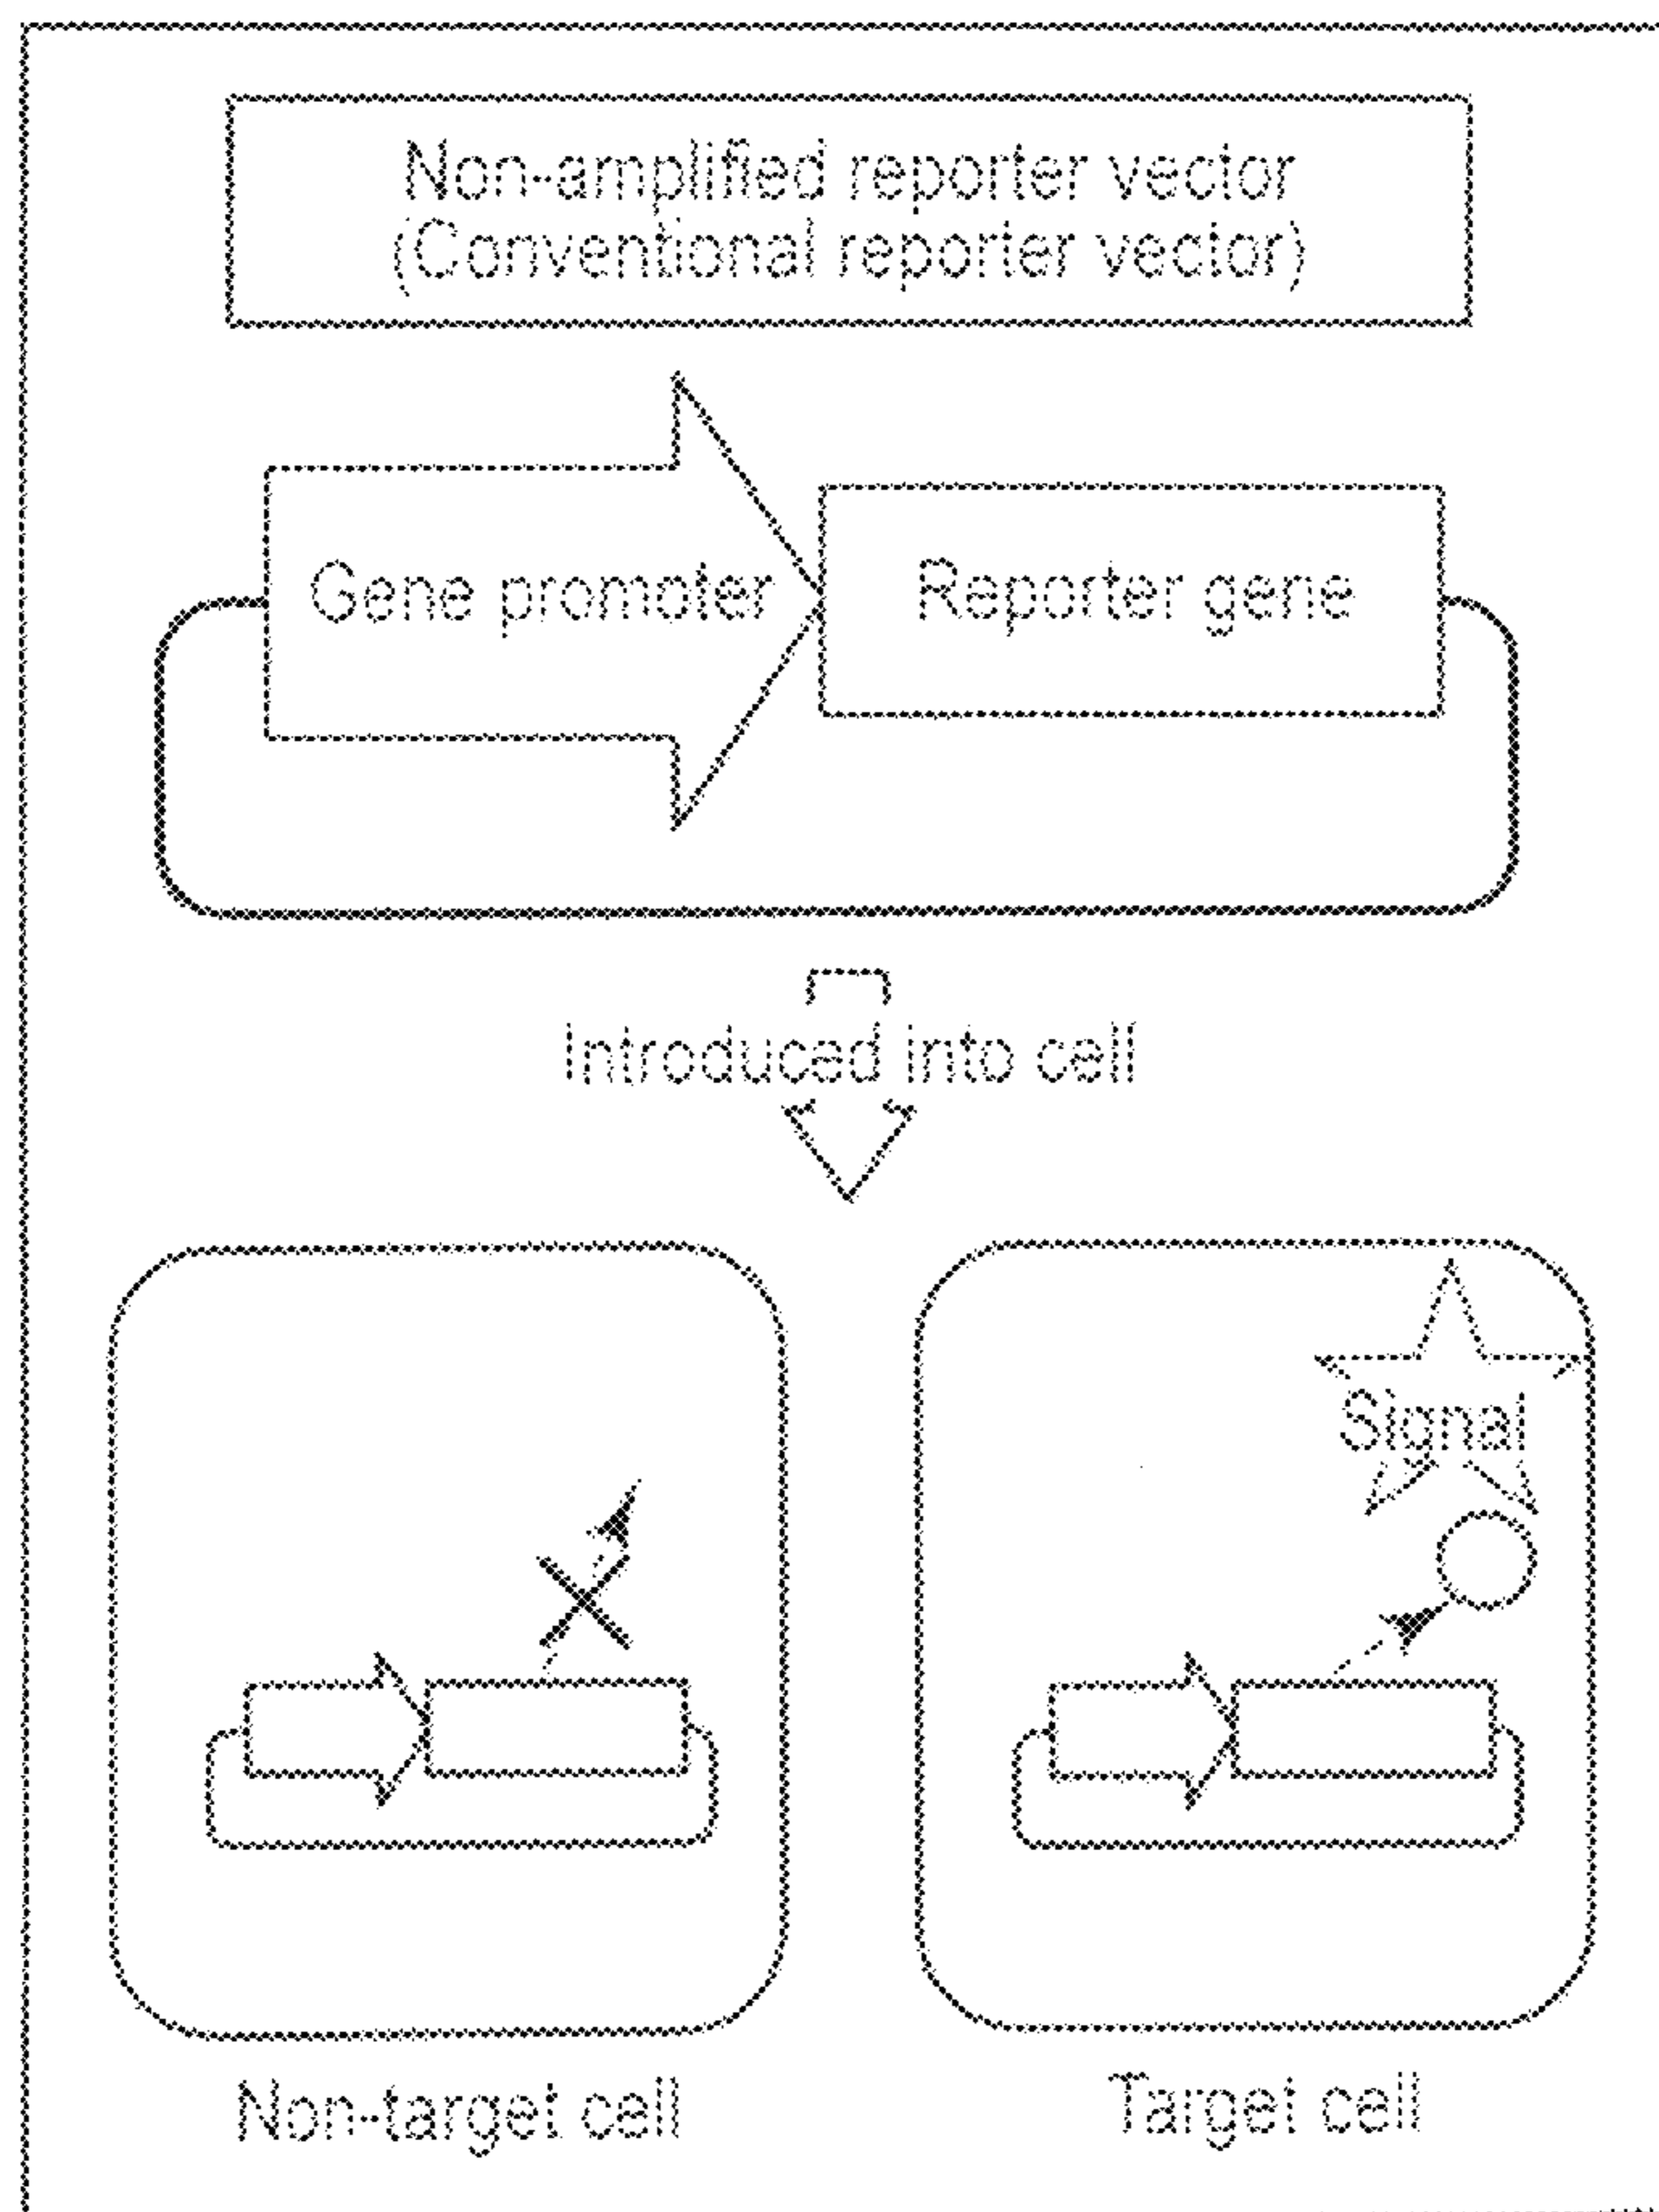 Non-amplified reporter vector
(Conventional reporter vector)
Gene promoter
Reporter gene
Introduced into cell
Signal
Non-target cell
Target cell